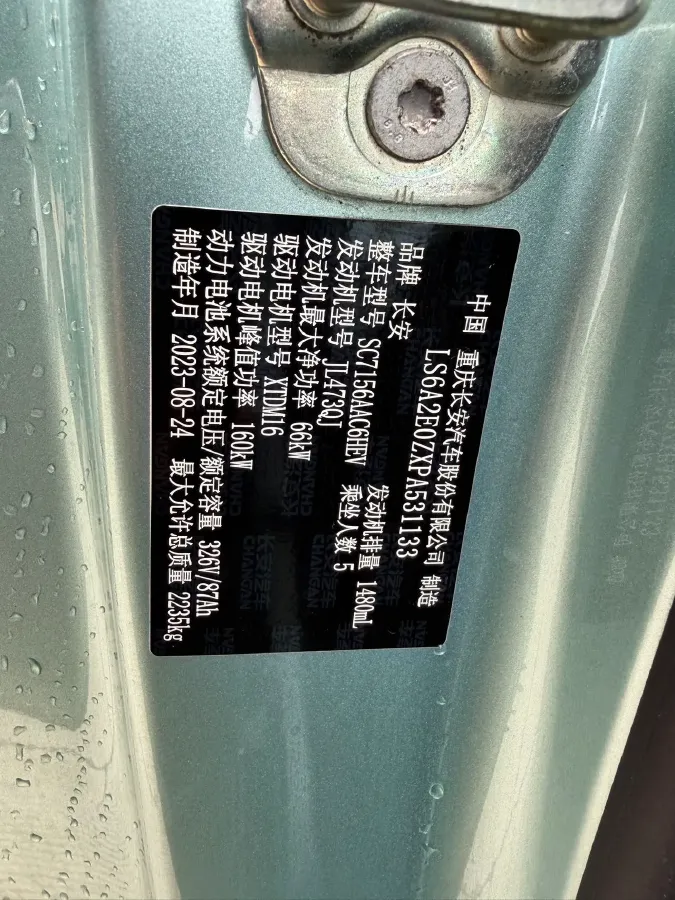 中国 重庆长安汽车股份有限公司 制造
LS6A2E0ZXPA531133
品牌 长安
整车型号 SC7156AAC6HEV 发动机排量 1480mL
发动机型号 JL473QJ 乘坐人数 5
发动机最大净功率 66kW
驱动电机型号 XTDM16
驱动电机峰值功率 160kW
动力电池系统额定电压/额定容量 326V/87Ah
制造年月 2023-08-24 最大允许总质量 2235kg
8.8